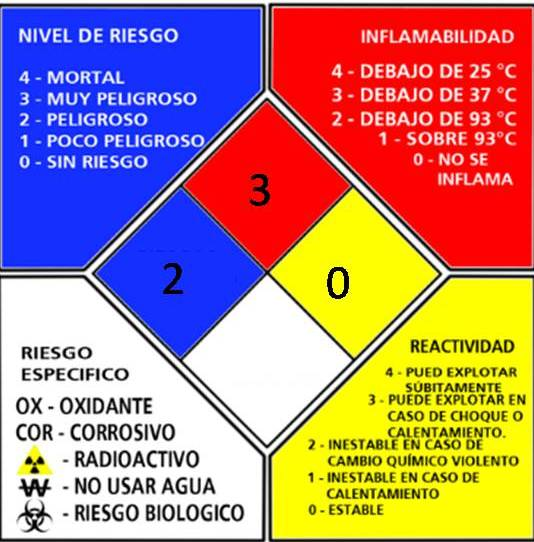 NIVEL DE RIESGO
4 - MORTAL
3 - MUY PELIGROSO
2 - PELIGROSO
1 - POCO PELIGROSO
0 - SIN RIESGO
INFLAMABILIDAD
4 - DEBAJO DE 25 °C
3 - DEBAJO DE 37 °C
2 - DEBAJO DE 93 °C
1 - SOBRE 93°C
0 - NO SE
INFLAMA
3
2
0
RIESGO
ESPECIFICO
OX - OXIDANTE
COR - CORROSIVO
- RADIOACTIVO
W - NO USAR AGUA
- RIESGO BIOLOGICO
REACTIVIDAD
4 - PUED EXPLOTAR
SÚBITAMENTE
3 - PUEDE EXPLOTAR EN
CASO DE CHOQUE O
CALENTAMIENTO.
2 - INESTABLE EN CASO DE
CAMBIO QUÍMICO VIOLENTO
1 - INESTABLE EN CASO DE
CALENTAMIENTO
0 - ESTABLE